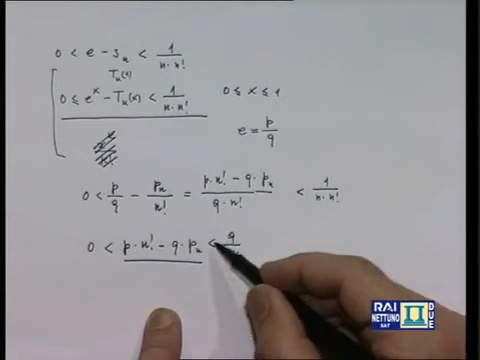 0 < e - s_n < 1/(n·n!)
T_n(1)
0 ≤ e^x - T_n(x) < 1/(n·n!)   0 ≤ x ≤ 1
e = p/q
0 < p/q - p_n/n! = (p·n! - q·p_n)/(q·n!) < 1/(n·n!)
0 < p·n! - q·p_n < q
RAI
NETTUNO
SAT
DUE